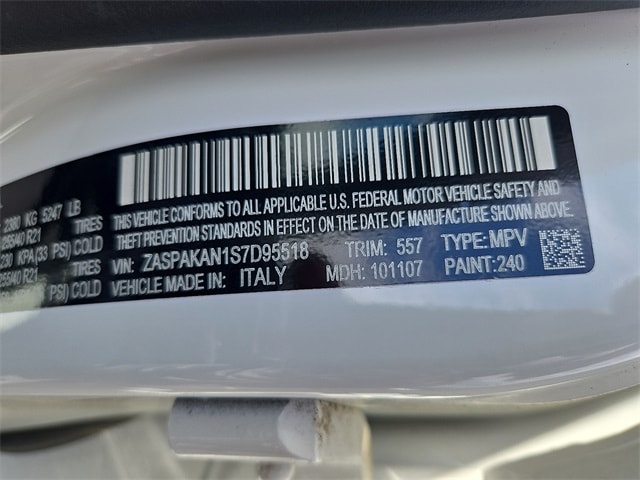 2380 KG 5247 LB
TIRES
R21
KPA(33 PSI) COLD
TIRES
R21
PSI) COLD
THIS VEHICLE CONFORMS TO ALL APPLICABLE U.S. FEDERAL MOTOR VEHICLE SAFETY AND
THEFT PREVENTION STANDARDS IN EFFECT ON THE DATE OF MANUFACTURE SHOWN ABOVE.
VIN: ZASPAKAN1S7D95518 TRIM: 557 TYPE: MPV
VEHICLE MADE IN: ITALY MDH: 101107 PAINT:240